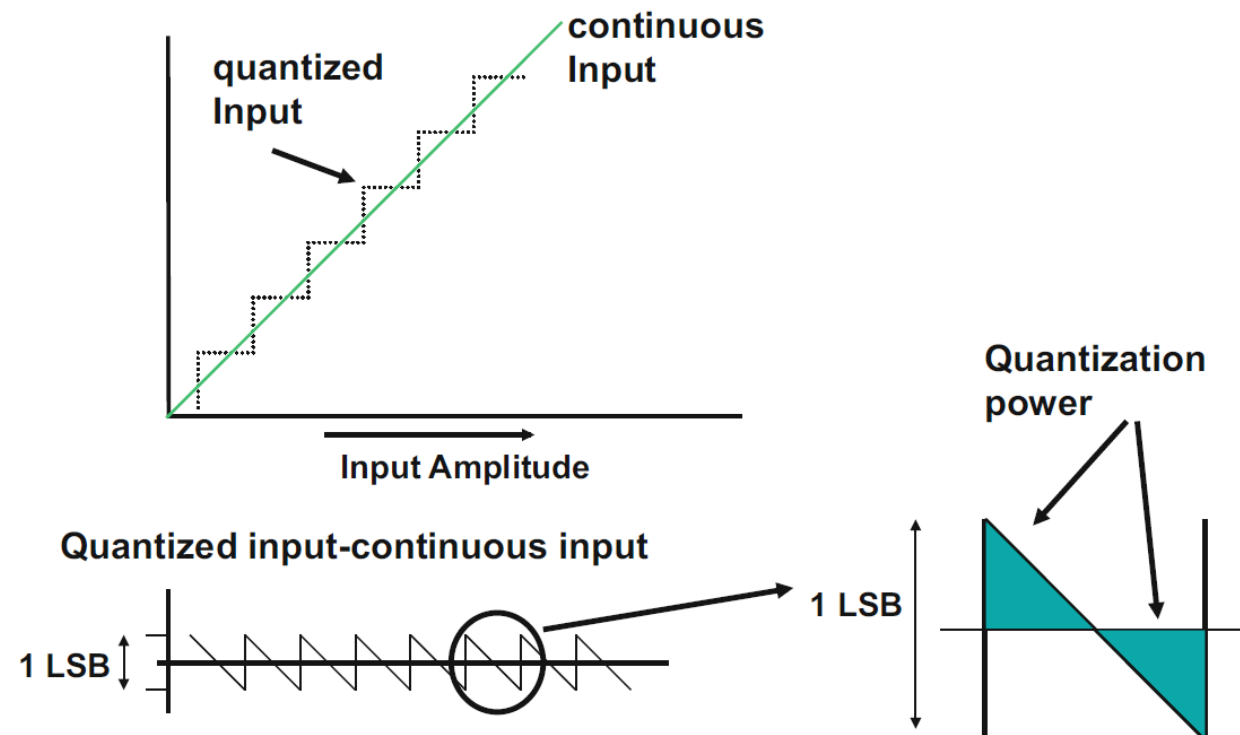 continuous
Input
quantized
Input
Input Amplitude
Quantization
power
Quantized input-continuous input
1 LSB
1 LSB